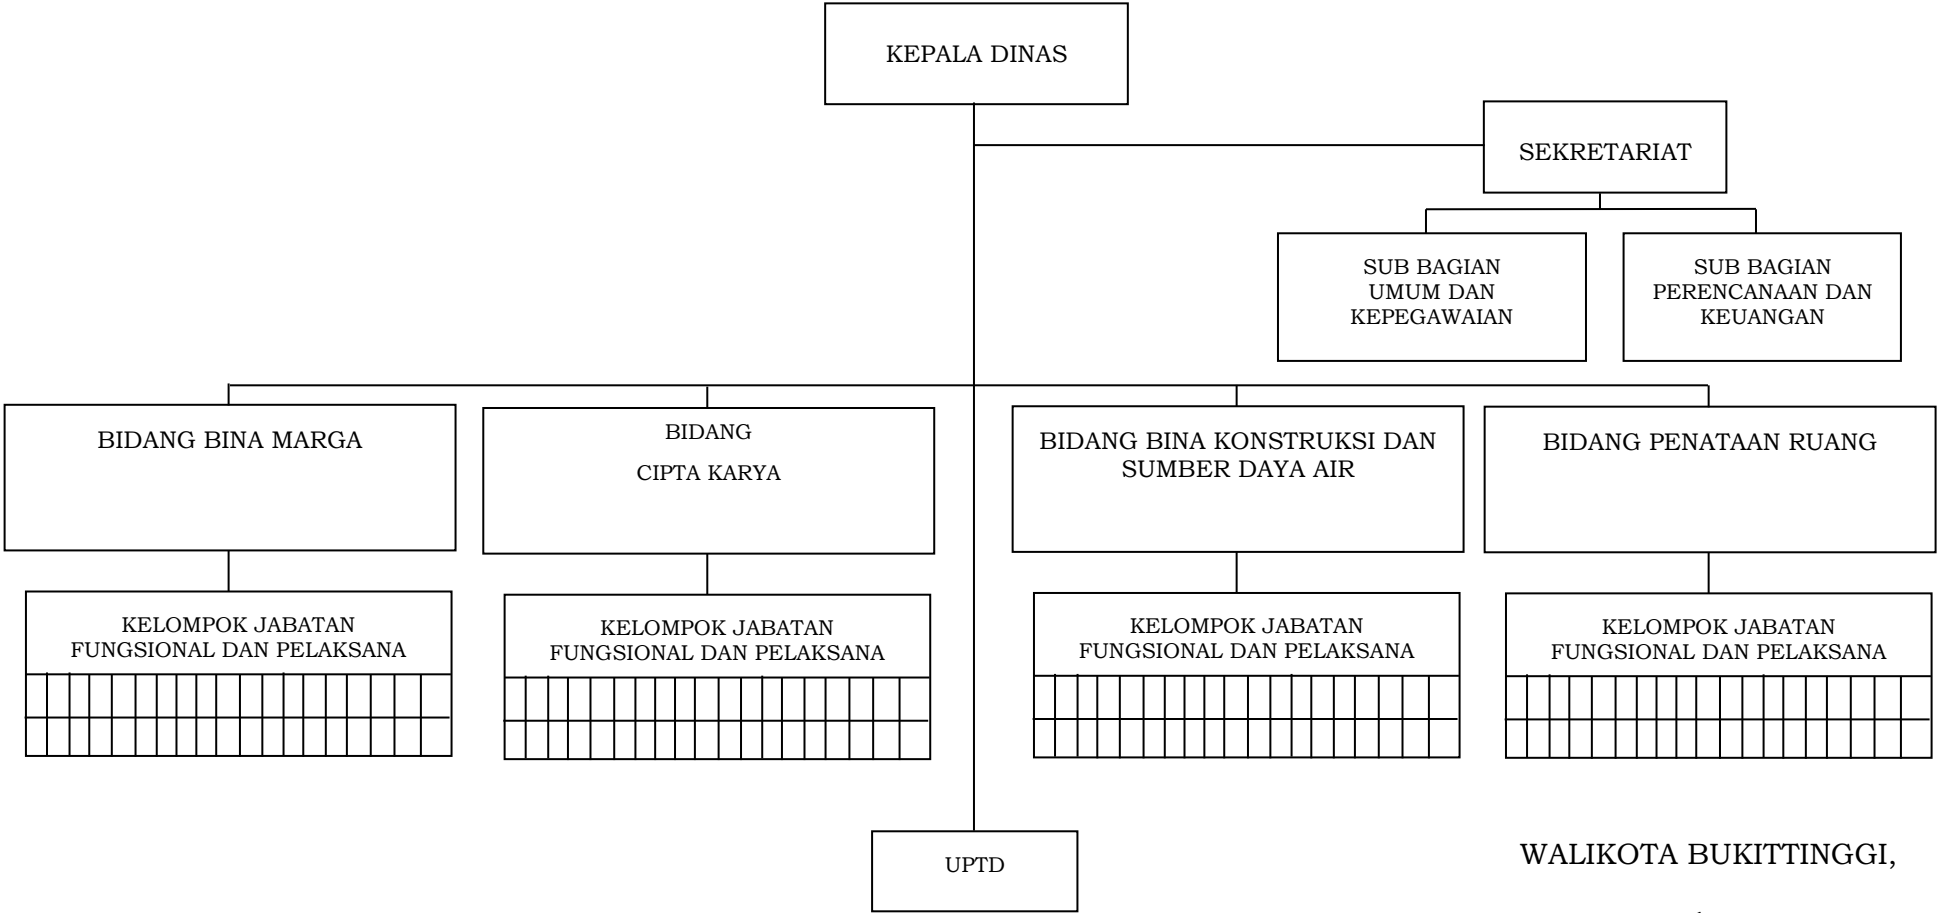 KEPALA DINAS
SEKRETARIAT
SUB BAGIAN
UMUM DAN
KEPEGAWAIAN
SUB BAGIAN
PERENCANAAN DAN
KEUANGAN
BIDANG BINA MARGA
BIDANG
CIPTA KARYA
BIDANG BINA KONSTRUKSI DAN
SUMBER DAYA AIR
BIDANG PENATAAN RUANG
KELOMPOK JABATAN
FUNGSIONAL DAN PELAKSANA
KELOMPOK JABATAN
FUNGSIONAL DAN PELAKSANA
KELOMPOK JABATAN
FUNGSIONAL DAN PELAKSANA
KELOMPOK JABATAN
FUNGSIONAL DAN PELAKSANA
UPTD
WALIKOTA BUKITTINGGI,